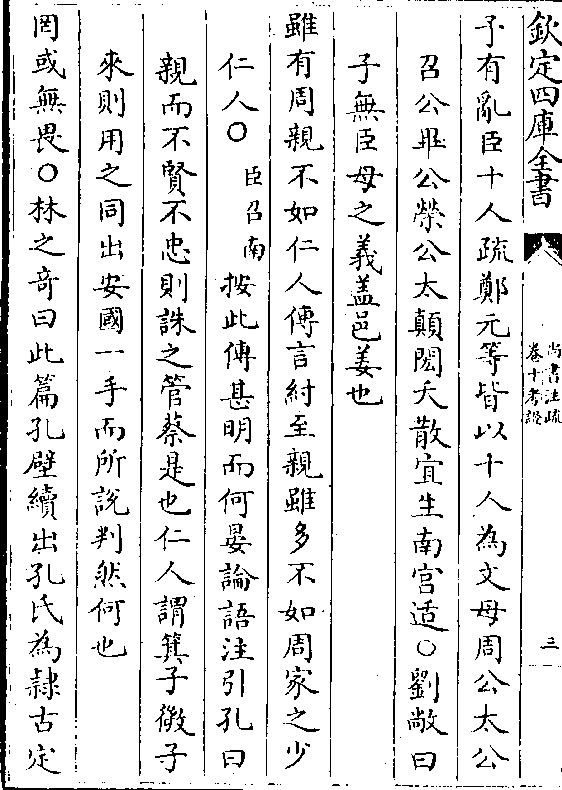 欽定四庫全書
尚書注疏
卷十考證
三
予有亂臣十人疏鄭元等皆以十人為文母周公太公
召公畢公榮公太顛閎夭散宜生南宮适○劉敞曰
子無臣母之義蓋邑姜也
雖有周親不如仁人傳言紂至親雖多不如周家之少
仁人○臣召南按此傳甚明而何晏論語注引孔曰
親而不賢不忠則誅之管蔡是也仁人謂箕子微子
來則用之同出安國一手而所說判然何也
罔或無畏○林之奇曰此篇孔壁續出孔氏為隸古定